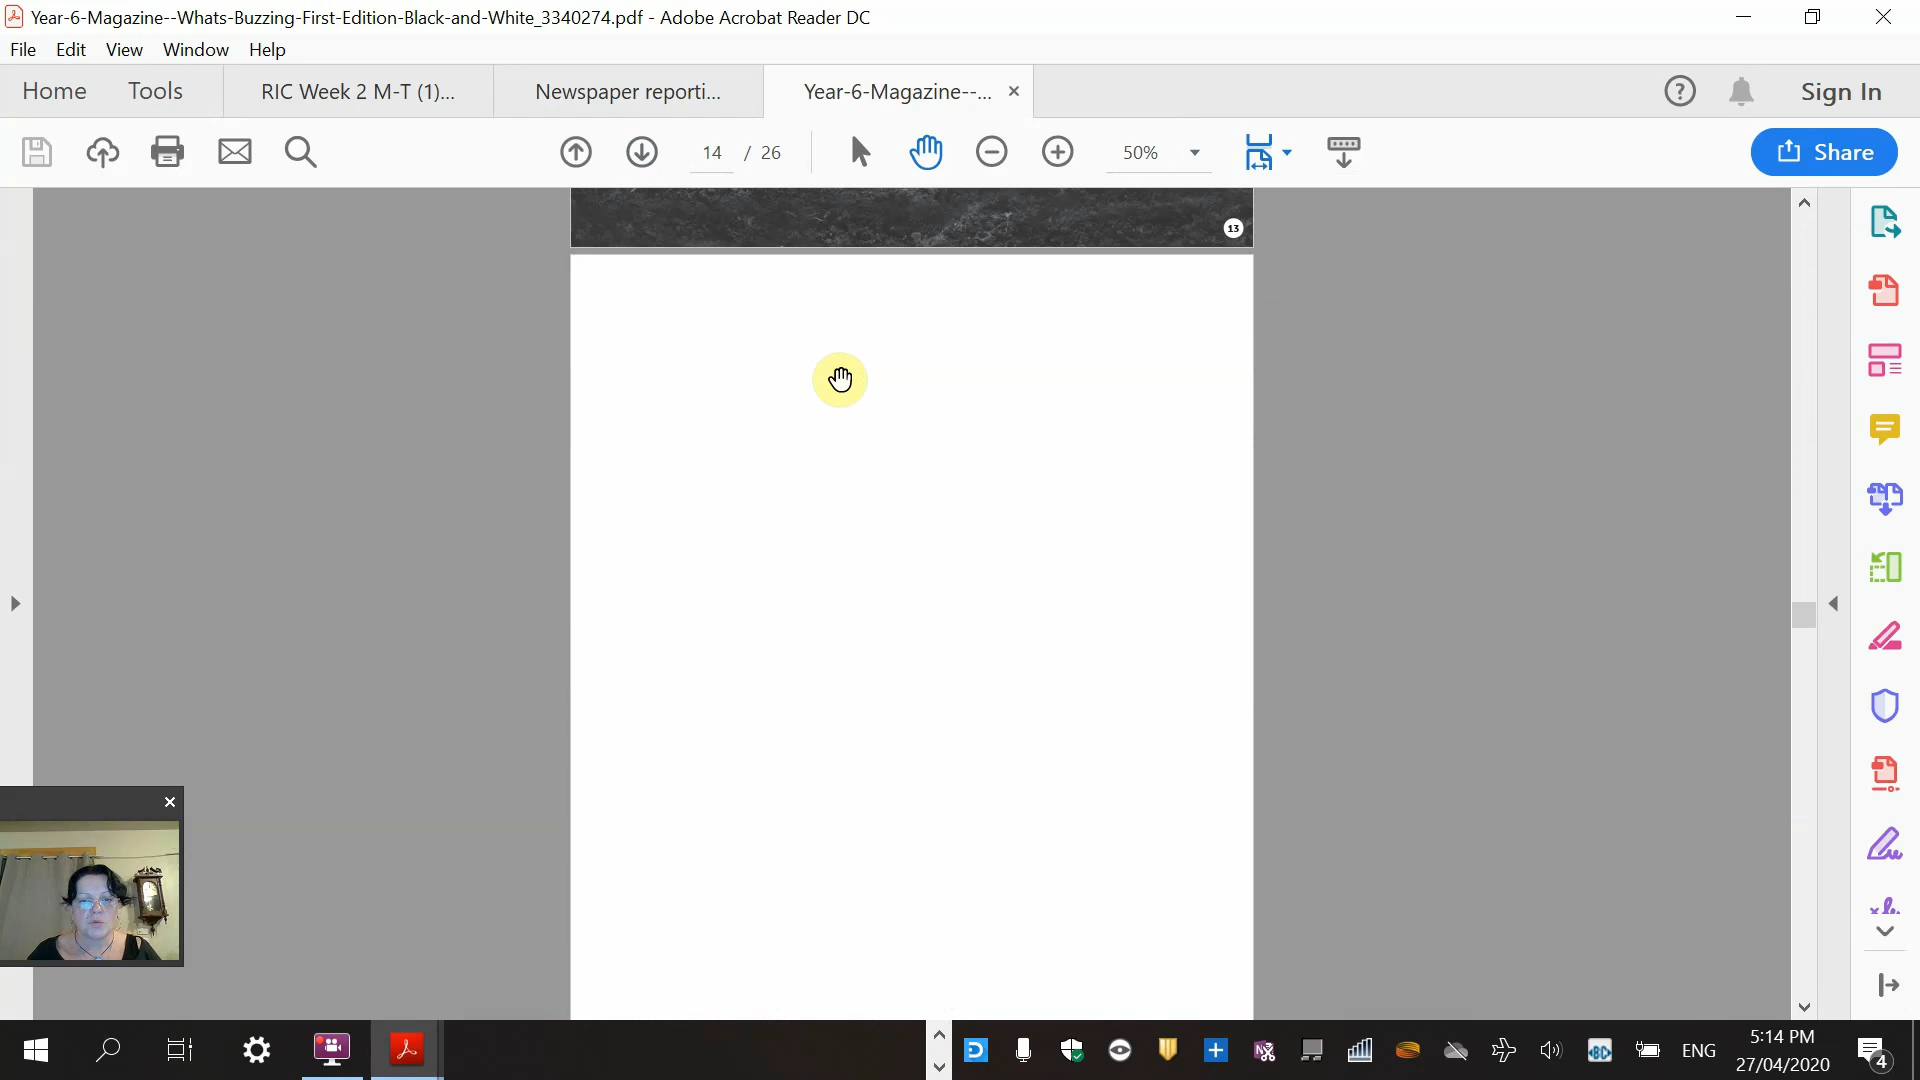 Year-6-Magazine--Whats-Buzzing-First-Edition-Black-and-White_3340274.pdf - Adobe Acrobat Reader DC
File Edit View Window Help
Home Tools RIC Week 2 M-T (1)... Newspaper reporti... Year-6-Magazine--... Sign In
14 / 26 50% Share
13
ENG
5:14 PM
27/04/2020
4